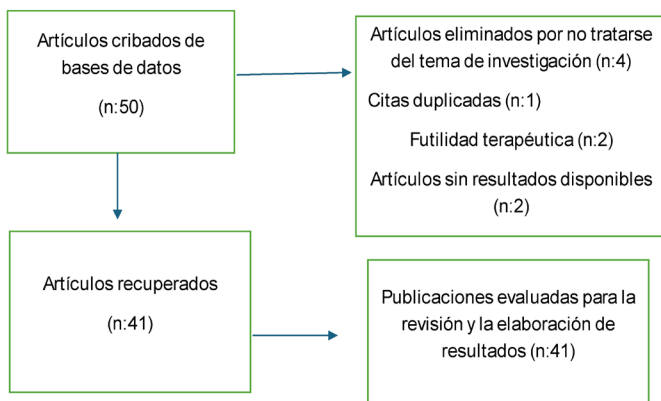 Artículos cribados de
bases de datos
(n:50)
Artículos eliminados por no tratarse
del tema de investigación (n:4)
Citas duplicadas (n:1)
Futilidad terapéutica (n:2)
Artículos sin resultados disponibles
(n:2)
Artículos recuperados
(n:41)
Publicaciones evaluadas para la
revisión y la elaboración de
resultados (n:41)